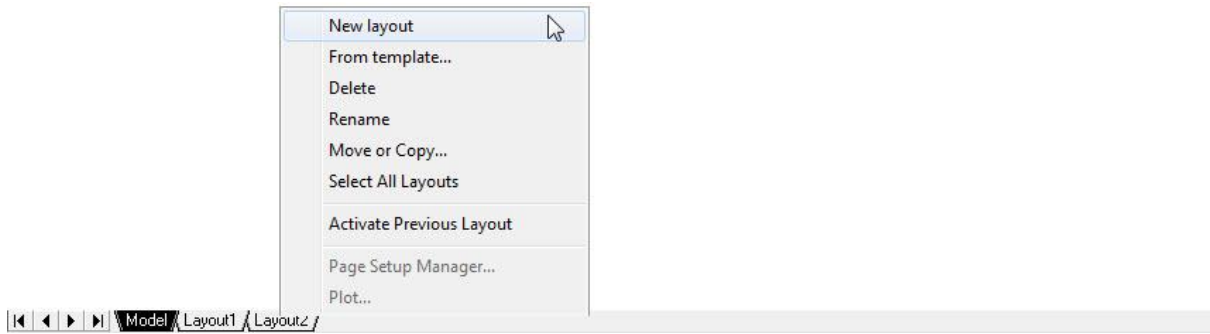 New layout
From template...
Delete
Rename
Move or Copy...
Select All Layouts
Activate Previous Layout
Page Setup Manager...
Plot...
Model Layout1 Layout2